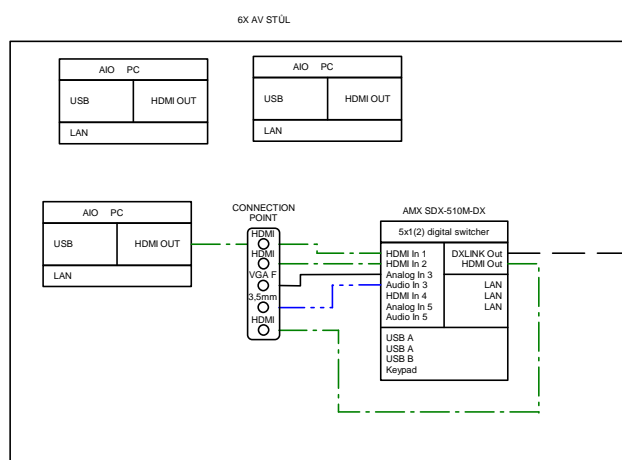 6X AV STŮL
AIO PC
USB HDMI OUT
LAN
AIO PC
USB HDMI OUT
LAN
AIO PC
USB HDMI OUT
LAN
CONNECTION
POINT
HDMI
HDMI
VGA F
3,5mm
HDMI
AMX SDX-510M-DX
5x1(2) digital switcher
HDMI In 1 DXLINK Out
HDMI In 2 HDMI Out
Analog In 3
Audio In 3 LAN
HDMI In 4 LAN
Analog In 5 LAN
Audio In 5
USB A
USB A
USB B
Keypad